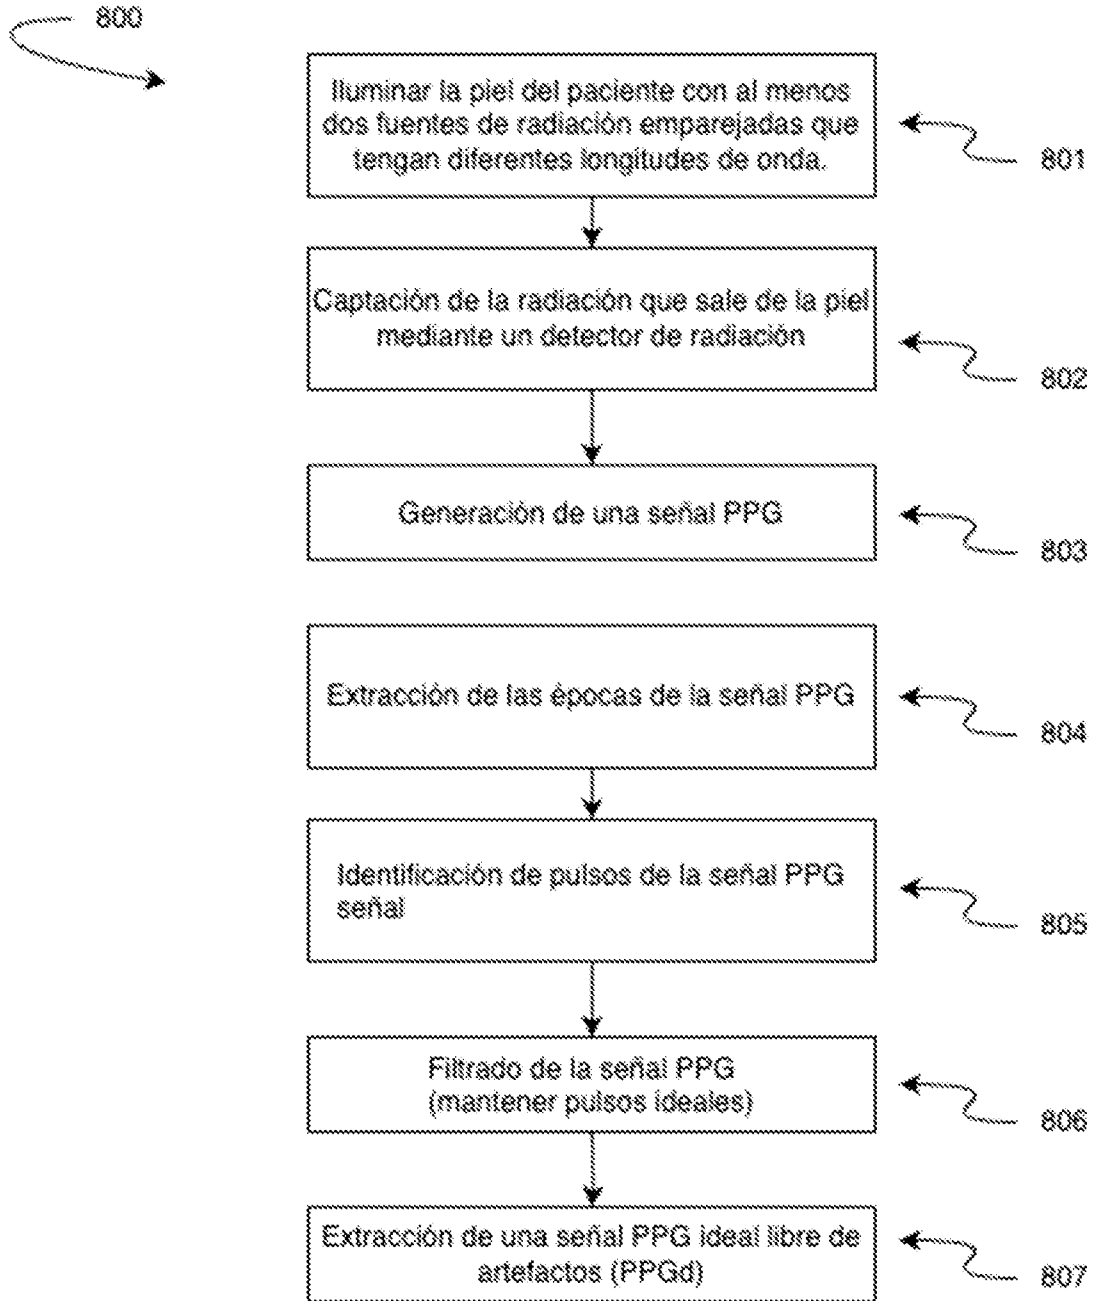 800
Iluminar la piel del paciente con al menos
dos fuentes de radiación emparejadas que
tengan diferentes longitudes de onda.
801
Captación de la radiación que sale de la piel
mediante un detector de radiación
802
Generación de una señal PPG
803
Extracción de las épocas de la señal PPG
804
Identificación de pulsos de la señal PPG
señal
805
Filtrado de la señal PPG
(mantener pulsos ideales)
806
Extracción de una señal PPG ideal libre de
artefactos (PPGd)
807